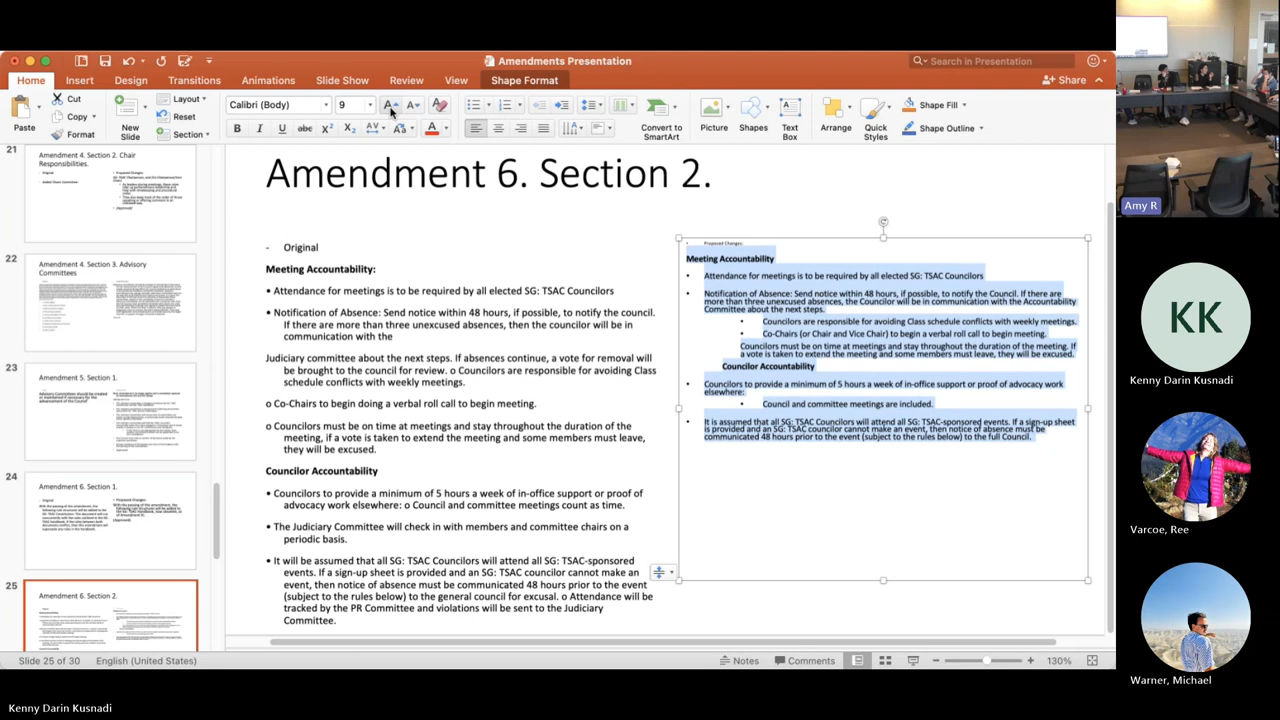 Amendments Presentation
Search in Presentation
Home
Insert
Design
Transitions
Animations
Slide Show
Review
View
Shape Format
Share
Paste
Cut
Copy
Format
New
Slide
Layout
Reset
Section
Calibri (Body)
9
Convert to
SmartArt
Picture
Shapes
Text
Box
Arrange
Quick
Styles
Shape Fill
Shape Outline
21
Amendment 4. Section 2. Chair
Responsibilities.
22
Amendment 4. Section 3. Advisory
Committees
23
Amendment 5. Section 1.
24
Amendment 6. Section 1.
25
Amendment 6. Section 2.
Amendment 6. Section 2.
- Original
Meeting Accountability:
• Attendance for meetings is to be required by all elected SG: TSAC Councilors
• Notification of Absence: Send notice within 48 hours, if possible, to notify the council.
If there are more than three unexcused absences, then the councilor will be in
communication with the
Judiciary committee about the next steps. If absences continue, a vote for removal will
be brought to the council for review. o Councilors are responsible for avoiding Class
schedule conflicts with weekly meetings.
o Co-Chairs to begin doing a verbal roll call to begin meeting.
o Councilors must be on time at meetings and stay throughout the duration of the
meeting, if a vote is taken to extend the meeting and some members must leave,
they will be excused.
Councilor Accountability
• Councilors to provide a minimum of 5 hours a week of in-office support or proof of
advocacy work elsewhere: o Council and committee meetings count as time.
• The Judiciary Committee will check in with members and committee chairs on a
periodic basis.
• It will be assumed that all SG: TSAC Councilors will attend all SG: TSAC-sponsored
events. If a sign-up sheet is provided and an SG: TSAC councilor cannot make an
event, then notice of absence must be communicated 48 hours prior to the event
(subject to the rules below) to the general council for excusal. o Attendance will be
tracked by the PR Committee and violations will be sent to the Judiciary
Committee.
• Proposed Changes:
Meeting Accountability
• Attendance for meetings is to be required by all elected SG: TSAC Councilors
• Notification of Absence: Send notice within 48 hours, if possible, to notify the Council. If there are
more than three unexcused absences, the Councilor will be in communication with the Accountability
Committee about the next steps.
• Councilors are responsible for avoiding Class schedule conflicts with weekly meetings.
• Co-Chairs (or Chair and Vice Chair) to begin a verbal roll call to begin meeting.
Councilors must be on time at meetings and stay throughout the duration of the meeting. If
a vote is taken to extend the meeting and some members must leave, they will be excused.
Councilor Accountability
• Councilors to provide a minimum of 5 hours a week of in-office support or proof of advocacy work
elsewhere:
• Council and committee meetings are included.
• It is assumed that all SG: TSAC Councilors will attend all SG: TSAC-sponsored events. If a sign-up sheet
is provided and an SG: TSAC councilor cannot make an event, then notice of absence must be
communicated 48 hours prior to the event (subject to the rules below) to the full Council.
Slide 25 of 30
English (United States)
Notes
Comments
130%
Kenny Darin Kusnadi
Amy R
KK
Kenny Darin Kusnadi
Varcoe, Ree
Warner, Michael